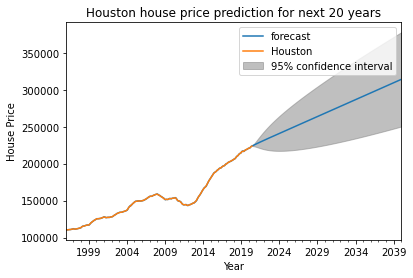 Houston house price prediction for next 20 years
forecast
Houston
95% confidence interval
House Price
350000
300000
250000
200000
150000
100000
1999 2004 2009 2014 2019 2024 2029 2034 2039
Year